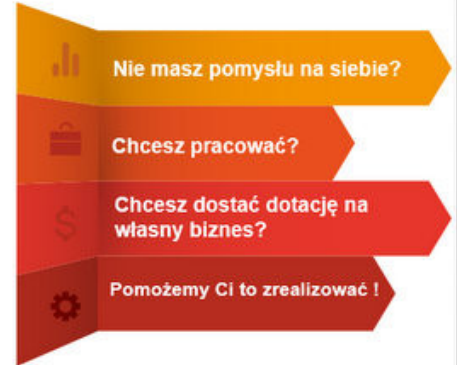 Nie masz pomysłu na siebie?
Chcesz pracować?
Chcesz dostać dotację na
własny biznes?
Pomożemy Ci to zrealizować !